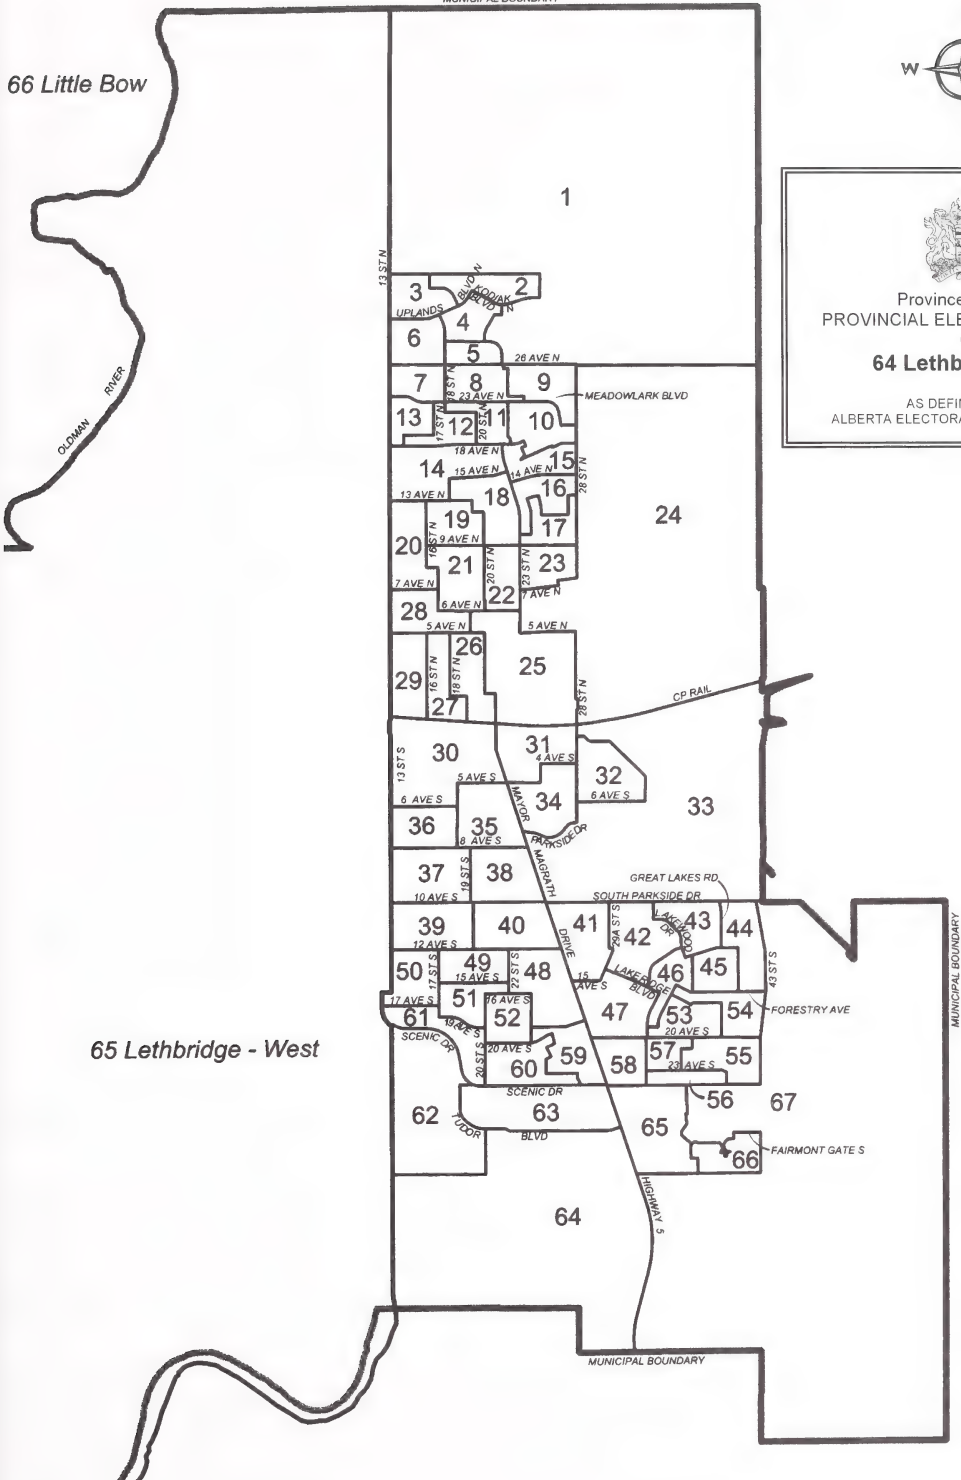 MUNICIPAL BOUNDARY
66 Little Bow
W
1
13 ST N
3
BLVD N
2
KODIAK
BLVD N
UPLANDS
4
6
5
26 AVE N
Province
PROVINCIAL ELE
64 Lethb
AS DEFIN
ALBERTA ELECTORA
7
18 ST N
8
9
23 AVE N
MEADOWLARK BLVD
RIVER
OLDMAN
13
17 ST N
12
20 ST N
11
10
18 AVE N
14
15 AVE N
14 AVE N
15
28 ST N
13 AVE N
18
16
24
19
17
20
16 ST N
9 AVE N
21
20 ST N
23 ST N
23
7 AVE N
22
7 AVE N
6 AVE N
28
5 AVE N
5 AVE N
26
25
29
16 ST N
18 ST N
27
28 ST N
CP RAIL
13 ST S
30
31
4 AVE S
5 AVE S
32
6 AVE S
MAYOR
34
6 AVE S
33
36
35
8 AVE S
PARKSIDE DR
37
19 ST S
38
MAGRATH
10 AVE S
GREAT LAKES RD
SOUTH PARKSIDE DR
39
40
DRIVE
41
29A ST S
42
LAKEWOOD
DR
43
44
12 AVE S
50
17 ST S
49
15 AVE S
22 ST S
48
15
AVE S
LAKERIDGE
BLVD
46
45
43 ST S
MUNICIPAL BOUNDARY
17 AVE S
51
16 AVE S
47
53
54
FORESTRY AVE
61
19 AVE S
52
20 AVE S
SCENIC DR
20 AVE S
65 Lethbridge - West
20 ST S
60
59
58
57
23 AVE S
55
SCENIC DR
56
67
62
TUDOR
63
BLVD
65
66
FAIRMONT GATE S
64
HIGHWAY 5
MUNICIPAL BOUNDARY